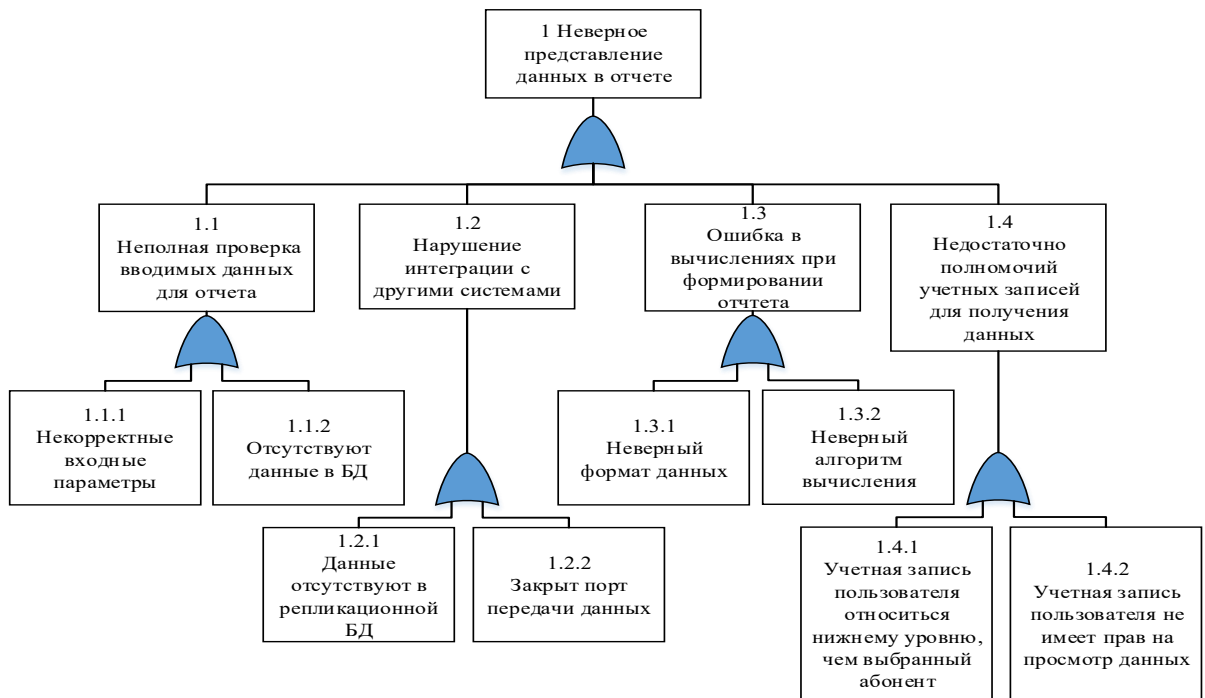 1 Неверное
представление
данных в отчете
1.1
Неполная проверка
вводимых данных
для отчета
1.2
Нарушение
интеграции с
другими системами
1.3
Ошибка в
вычислениях при
формировании
отчтета
1.4
Недостаточно
полномочий
учетных записей
для получения
данных
1.1.1
Некорректные
входные
параметры
1.1.2
Отсутствуют
данные в БД
1.3.1
Неверный
формат данных
1.3.2
Неверный
алгоритм
вычисления
1.2.1
Данные
отсутствуют в
репликационной
БД
1.2.2
Закрыт порт
передачи данных
1.4.1
Учетная запись
пользователя
относиться
нижнему уровню,
чем выбранный
абонент
1.4.2
Учетная запись
пользователя не
имеет прав на
просмотр данных